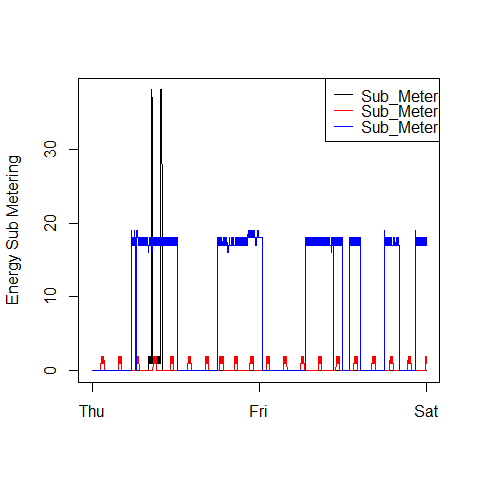 Sub_Meter
Sub_Meter
Sub_Meter
Energy Sub Metering
30
20
10
0
Thu Fri Sat